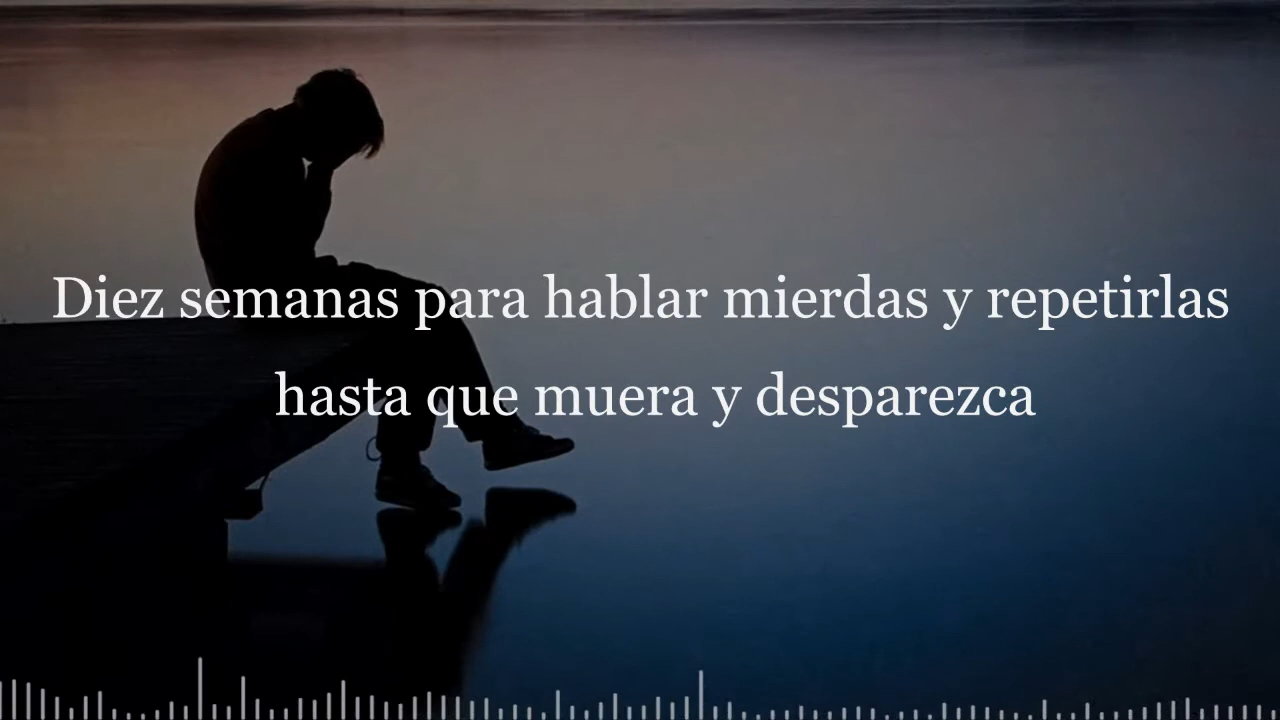 Diez semanas para hablar mierdas y repetirlas
hasta que muera y desparezca